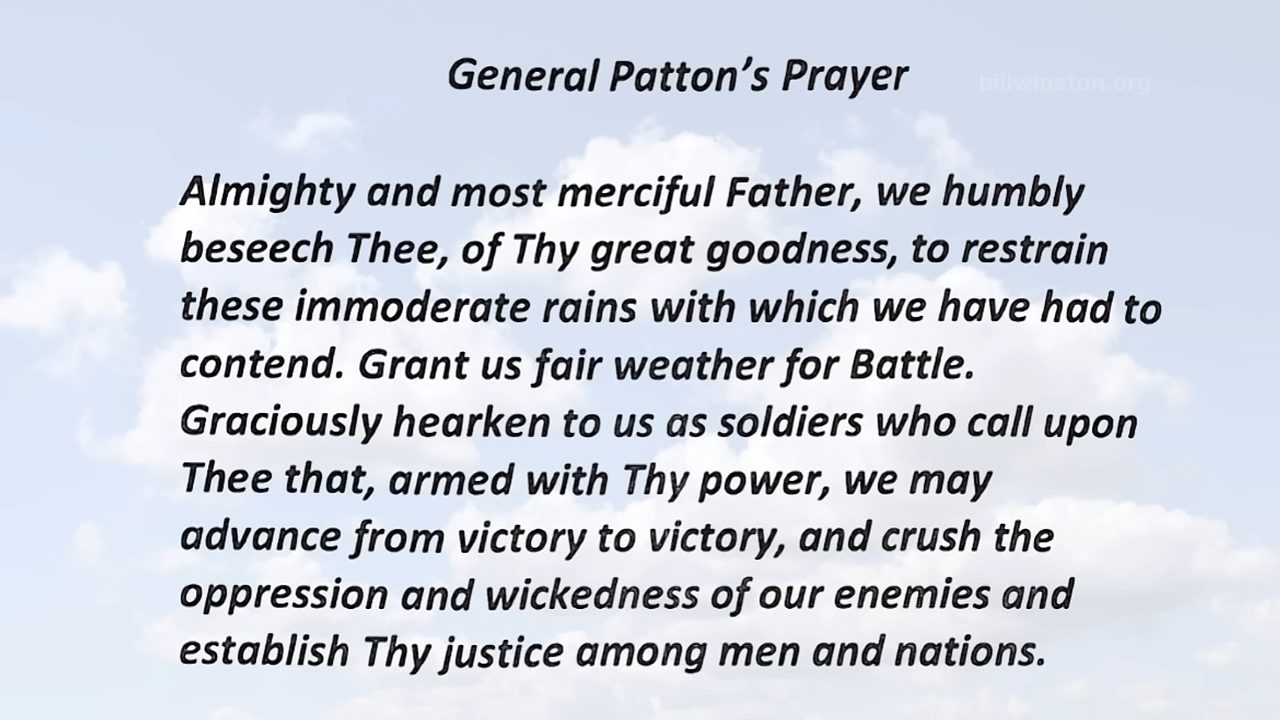 General Patton's Prayer
billwinston.org
Almighty and most merciful Father, we humbly
beseech Thee, of Thy great goodness, to restrain
these immoderate rains with which we have had to
contend. Grant us fair weather for Battle.
Graciously hearken to us as soldiers who call upon
Thee that, armed with Thy power, we may
advance from victory to victory, and crush the
oppression and wickedness of our enemies and
establish Thy justice among men and nations.